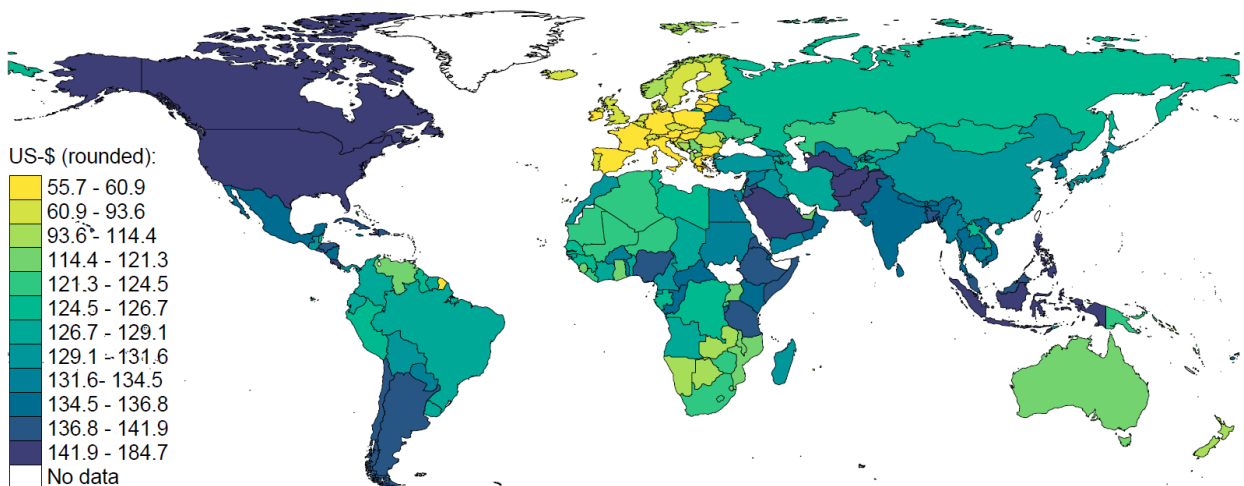 US-$ (rounded):
55.7 - 60.9
60.9 - 93.6
93.6 - 114.4
114.4 - 121.3
121.3 - 124.5
124.5 - 126.7
126.7 - 129.1
129.1 - 131.6
131.6- 134.5
134.5 - 136.8
136.8 - 141.9
141.9 - 184.7
No data